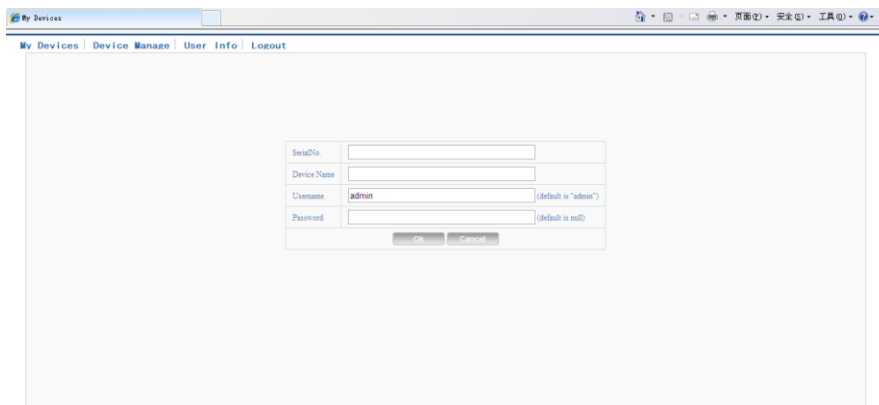 My Devices
页面(P) 安全(S) 工具(O)
My Devices Device Manage User Info Logout
SerialNo.
Device Name
Username admin (default is "admin")
Password (default is null)
Ok Cancel